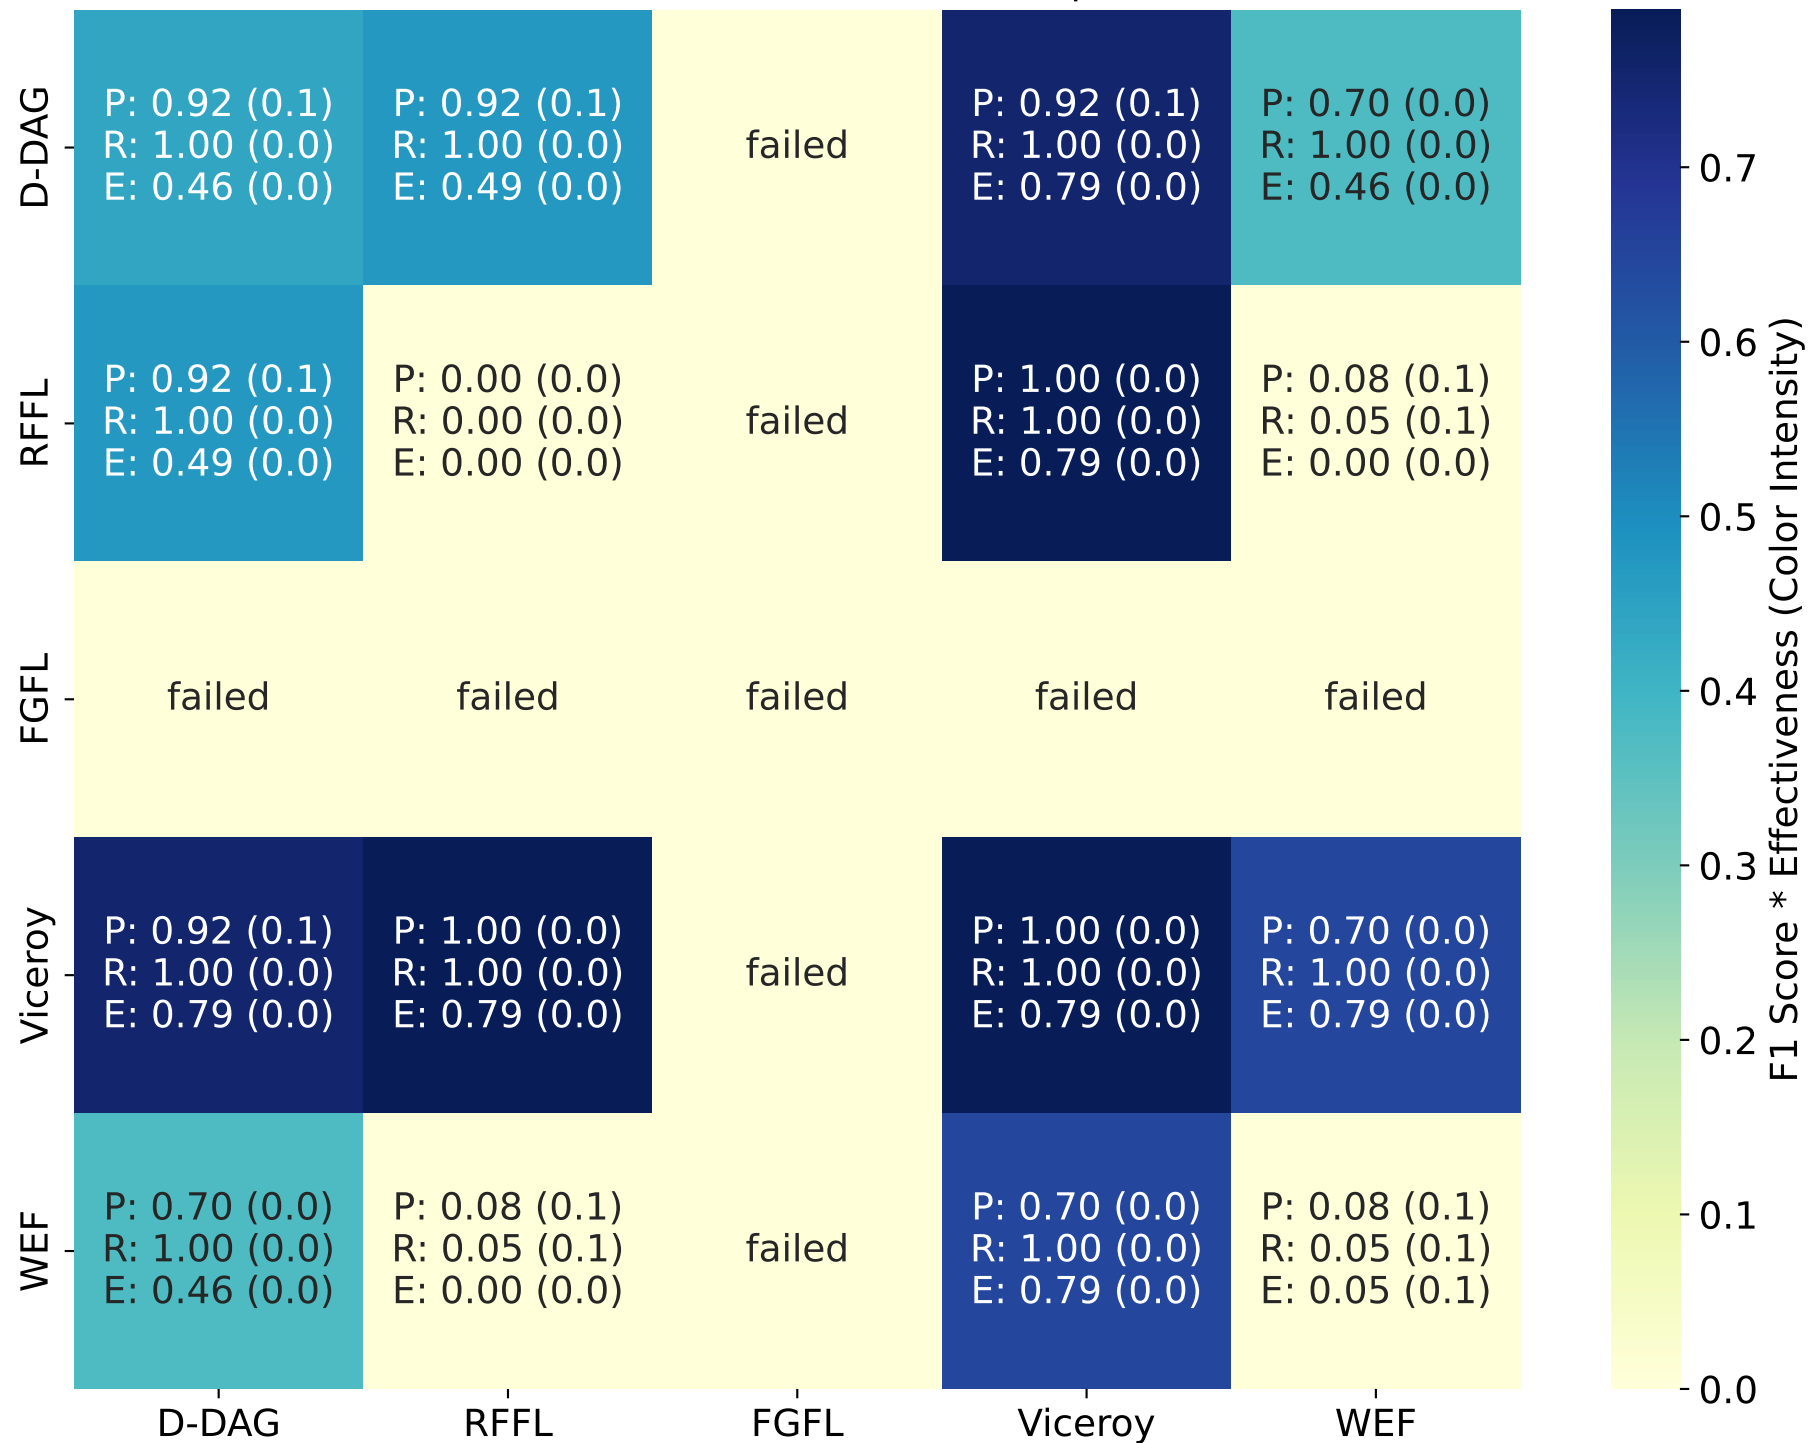 D-DAG
P: 0.92 (0.1)
R: 1.00 (0.0)
E: 0.46 (0.0)
P: 0.92 (0.1)
R: 1.00 (0.0)
E: 0.49 (0.0)
failed
P: 0.92 (0.1)
R: 1.00 (0.0)
E: 0.79 (0.0)
P: 0.70 (0.0)
R: 1.00 (0.0)
E: 0.46 (0.0)
RFFL
P: 0.92 (0.1)
R: 1.00 (0.0)
E: 0.49 (0.0)
P: 0.00 (0.0)
R: 0.00 (0.0)
E: 0.00 (0.0)
failed
P: 1.00 (0.0)
R: 1.00 (0.0)
E: 0.79 (0.0)
P: 0.08 (0.1)
R: 0.05 (0.1)
E: 0.00 (0.0)
FGFL
failed
failed
failed
failed
failed
Viceroy
P: 0.92 (0.1)
R: 1.00 (0.0)
E: 0.79 (0.0)
P: 1.00 (0.0)
R: 1.00 (0.0)
E: 0.79 (0.0)
failed
P: 1.00 (0.0)
R: 1.00 (0.0)
E: 0.79 (0.0)
P: 0.70 (0.0)
R: 1.00 (0.0)
E: 0.79 (0.0)
WEF
P: 0.70 (0.0)
R: 1.00 (0.0)
E: 0.46 (0.0)
P: 0.08 (0.1)
R: 0.05 (0.1)
E: 0.00 (0.0)
failed
P: 0.70 (0.0)
R: 1.00 (0.0)
E: 0.79 (0.0)
P: 0.08 (0.1)
R: 0.05 (0.1)
E: 0.05 (0.1)
D-DAG
RFFL
FGFL
Viceroy
WEF
0.7
0.6
0.5
0.4
0.3
0.2
0.1
0.0
F1 Score * Effectiveness (Color Intensity)